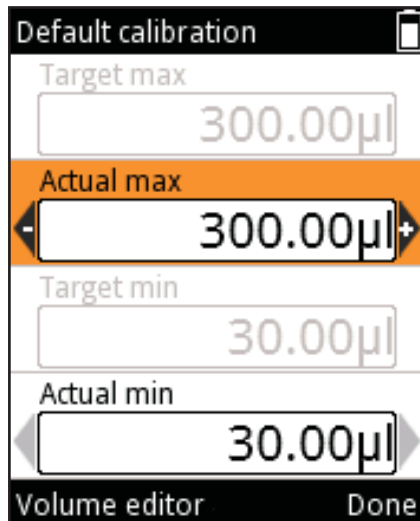 Default calibration
Target max
300.00µl
Actual max
- 300.00µl +
Target min
30.00µl
Actual min
30.00µl
Volume editor Done